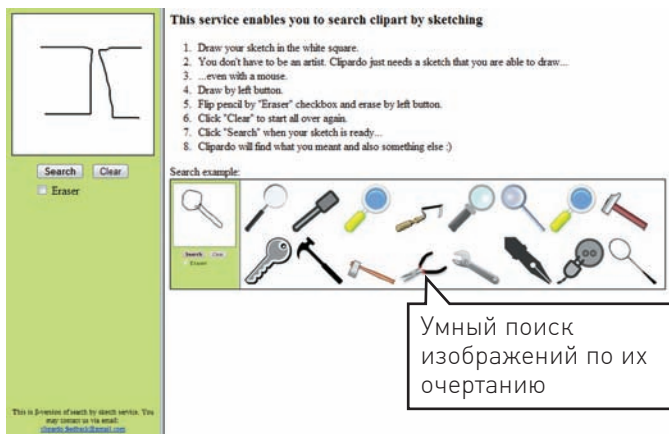 This service enables you to search clipart by sketching
1. Draw your sketch in the white square.
2. You don't have to be an artist. Clipardo just needs a sketch that you are able to draw...
3. ...even with a mouse.
4. Draw by left button.
5. Flip pencil by "Eraser" checkbox and erase by left button.
6. Click "Clear" to start all over again.
7. Click "Search" when your sketch is ready...
8. Clipardo will find what you meant and also something else :)
Search Clear
Eraser
Search example:
Search Clear
Eraser
Умный поиск
изображений по их
очертанию
This is β-version of search by sketch service. You
may contact us via email:
clipardo.feedback@gmail.com